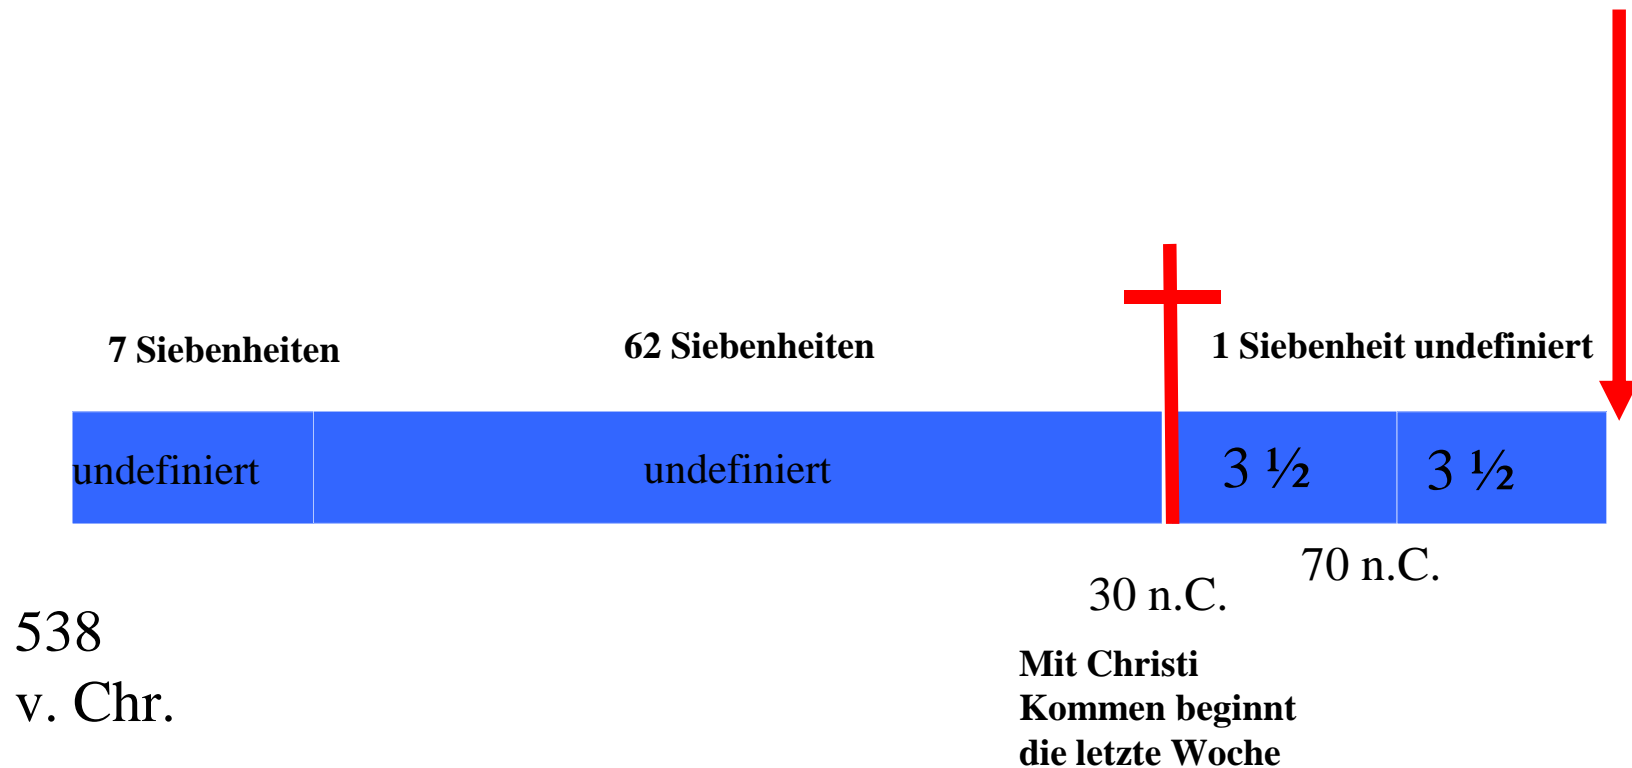 7 Siebenheiten
62 Siebenheiten
1 Siebenheit undefiniert
undefiniert
undefiniert
3 ½
3 ½
70 n.C.
30 n.C.
538
v. Chr.
Mit Christi
Kommen beginnt
die letzte Woche